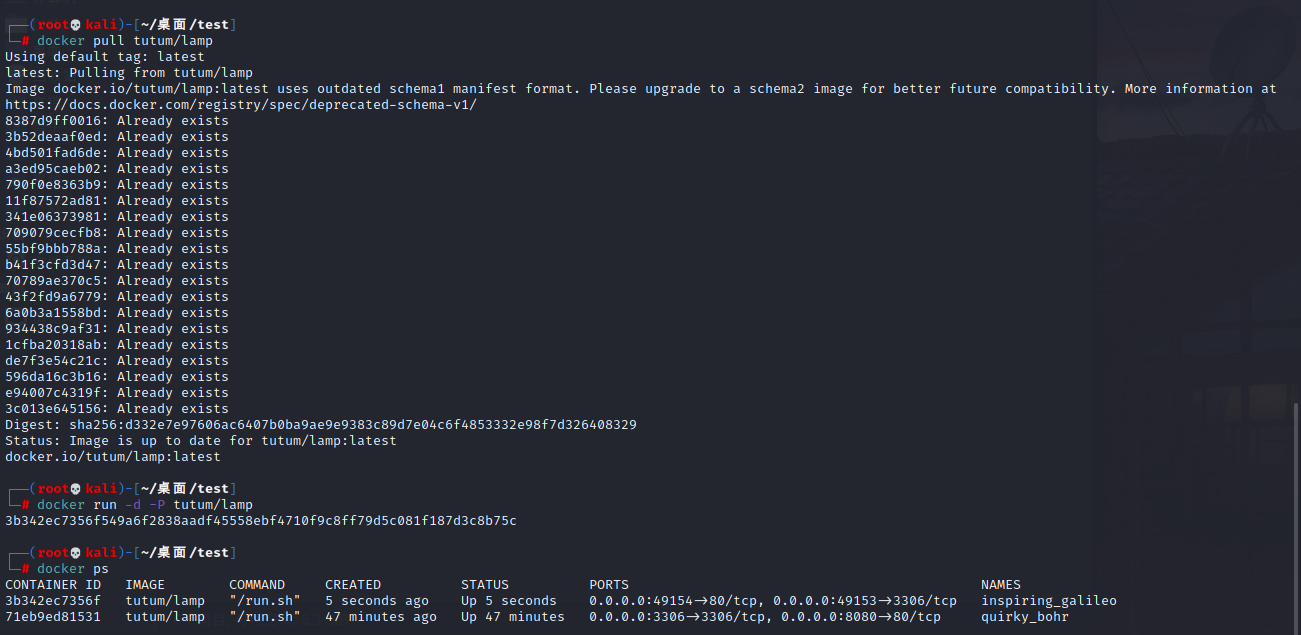 ┌──(root💀kali)-[~/桌面/test]
└─# docker pull tutum/lamp
Using default tag: latest
latest: Pulling from tutum/lamp
Image docker.io/tutum/lamp:latest uses outdated schema1 manifest format. Please upgrade to a schema2 image for better future compatibility. More information at
https://docs.docker.com/registry/spec/deprecated-schema-v1/
8387d9ff0016: Already exists
3b52deaaf0ed: Already exists
4bd501fad6de: Already exists
a3ed95caeb02: Already exists
790f0e8363b9: Already exists
11f87572ad81: Already exists
341e06373981: Already exists
709079cecfb8: Already exists
55bf9bbb788a: Already exists
b41f3cfd3d47: Already exists
70789ae370c5: Already exists
43f2fd9a6779: Already exists
6a0b3a1558bd: Already exists
934438c9af31: Already exists
1cfba20318ab: Already exists
de7f3e54c21c: Already exists
596da16c3b16: Already exists
e94007c4319f: Already exists
3c013e645156: Already exists
Digest: sha256:d332e7e97606ac6407b0ba9ae9e9383c89d7e04c6f4853332e98f7d326408329
Status: Image is up to date for tutum/lamp:latest
docker.io/tutum/lamp:latest
┌──(root💀kali)-[~/桌面/test]
└─# docker run -d -P tutum/lamp
3b342ec7356f549a6f2838aadf45558ebf4710f9c8ff79d5c081f187d3c8b75c
┌──(root💀kali)-[~/桌面/test]
└─# docker ps
CONTAINER ID   IMAGE        COMMAND     CREATED          STATUS          PORTS                                            NAMES
3b342ec7356f   tutum/lamp   "/run.sh"   5 seconds ago    Up 5 seconds    0.0.0.0:49154->80/tcp, 0.0.0.0:49153->3306/tcp   inspiring_galileo
71eb9ed81531   tutum/lamp   "/run.sh"   47 minutes ago   Up 47 minutes   0.0.0.0:3306->3306/tcp, 0.0.0.0:8080->80/tcp     quirky_bohr